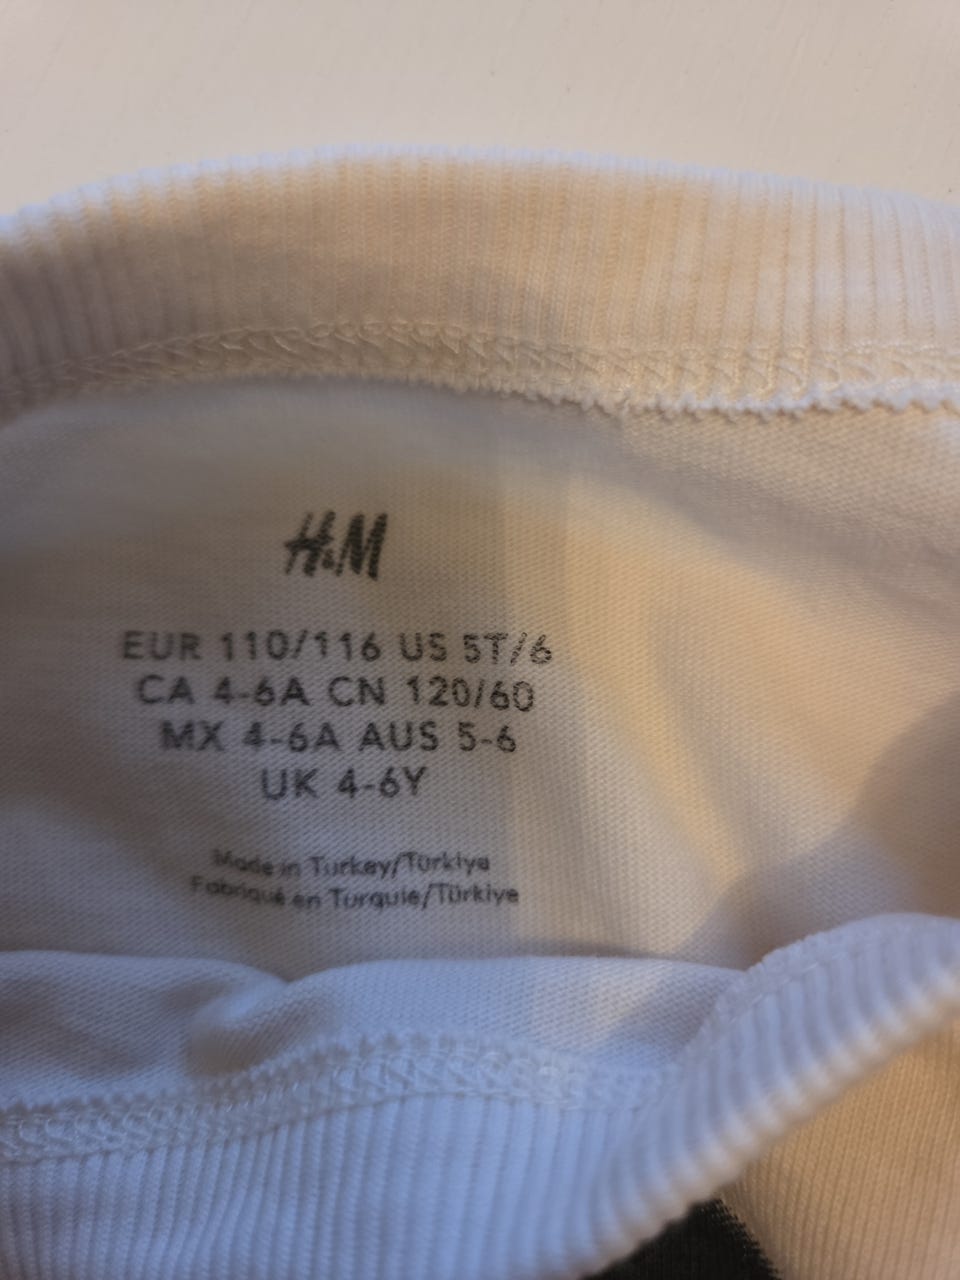 H&M
EUR 110/116 US 5T/6
CA 4-6A CN 120/60
MX 4-6A AUS 5-6
UK 4-6Y
Made in Turkey/Türkiye
Fabriqué en Turquie/Türkiye